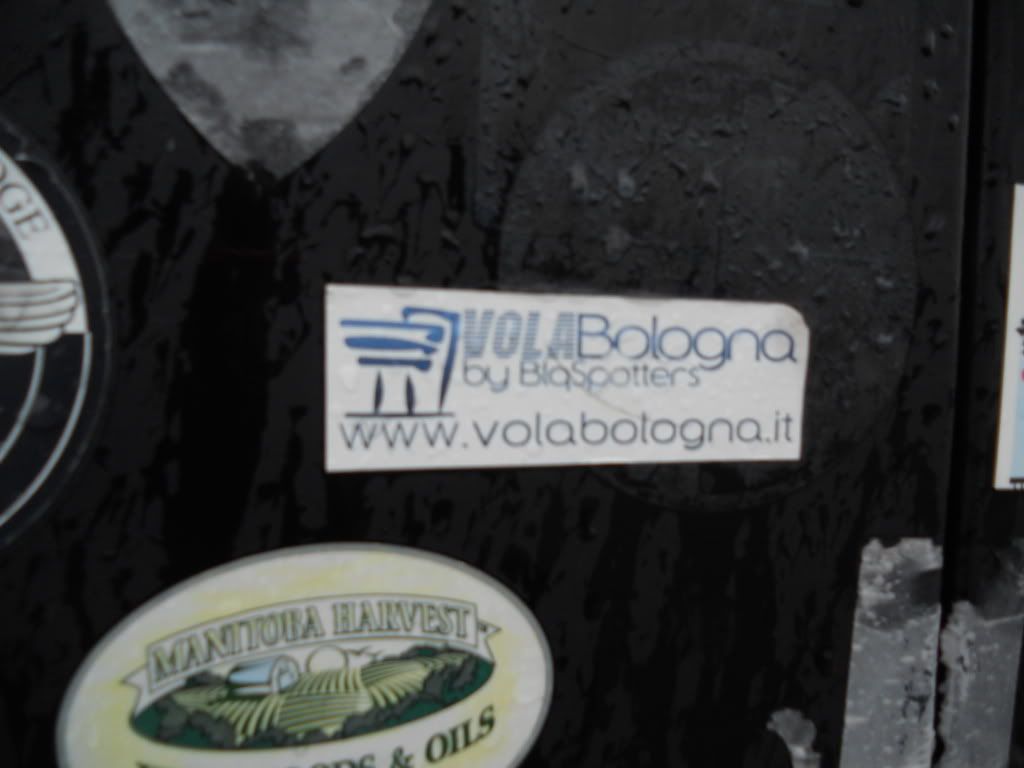 VOLABologna
by BlqSpotters
www.volabologna.it
MANITOBA HARVEST
& OILS